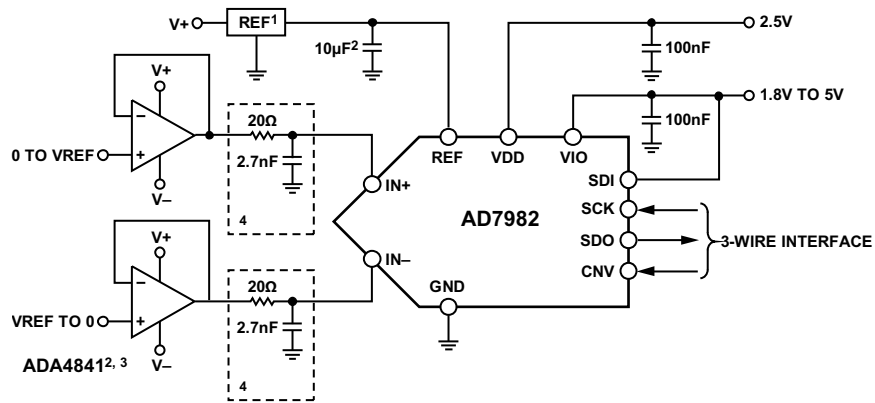 V+
REF1
10µF2
2.5V
100nF
1.8V TO 5V
100nF
V+
20Ω
2.7nF
–
+
0 TO VREF
V–
4
REF
VDD
VIO
IN+
SDI
SCK
AD7982
SDO
3-WIRE INTERFACE
CNV
IN–
GND
V+
20Ω
2.7nF
–
+
VREF TO 0
V–
ADA48412, 3
4